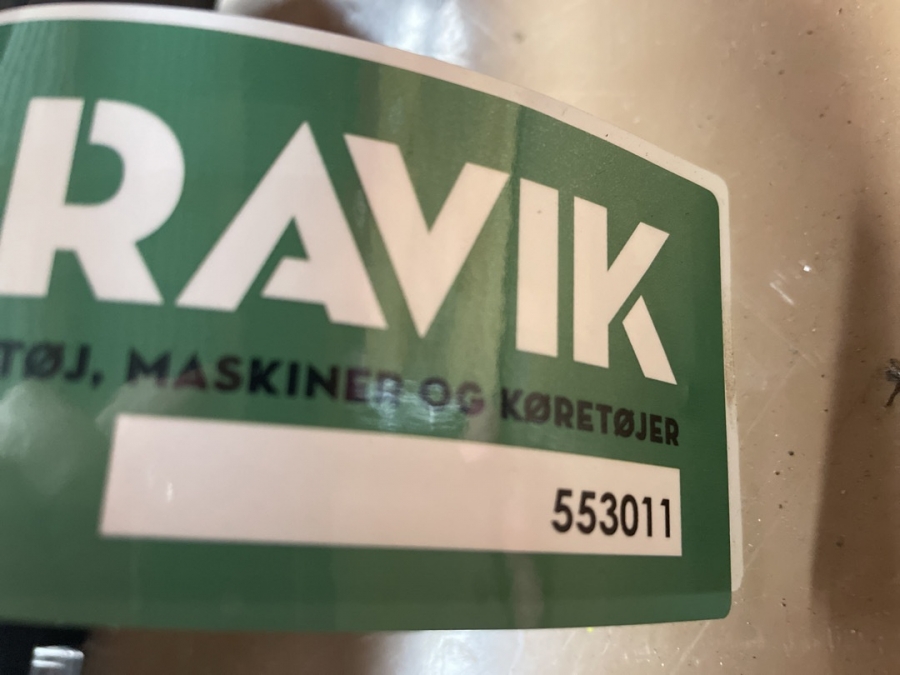 RAVIK
TØJ, MASKINER OG KØRETØJER
553011